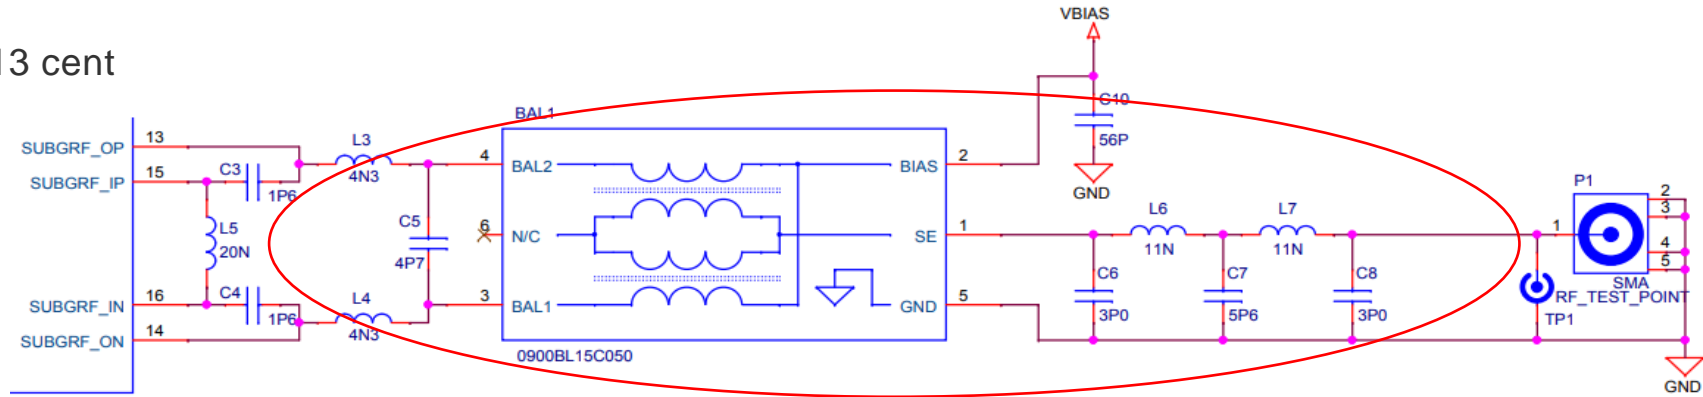 13 cent
VBIAS
C10
56P
GND
BAL1
SUBGRF_OP 13
SUBGRF_IP 15
SUBGRF_IN 16
SUBGRF_ON 14
C3
1P6
L5
20N
C4
1P6
L3
4N3
L4
4N3
C5
4P7
4 BAL2
6 N/C
3 BAL1
BIAS 2
SE 1
GND 5
0900BL15C050
L6
11N
L7
11N
C6
3P0
C7
5P6
C8
3P0
P1
1
2
3
4
5
SMA
RF_TEST_POINT
TP1
GND